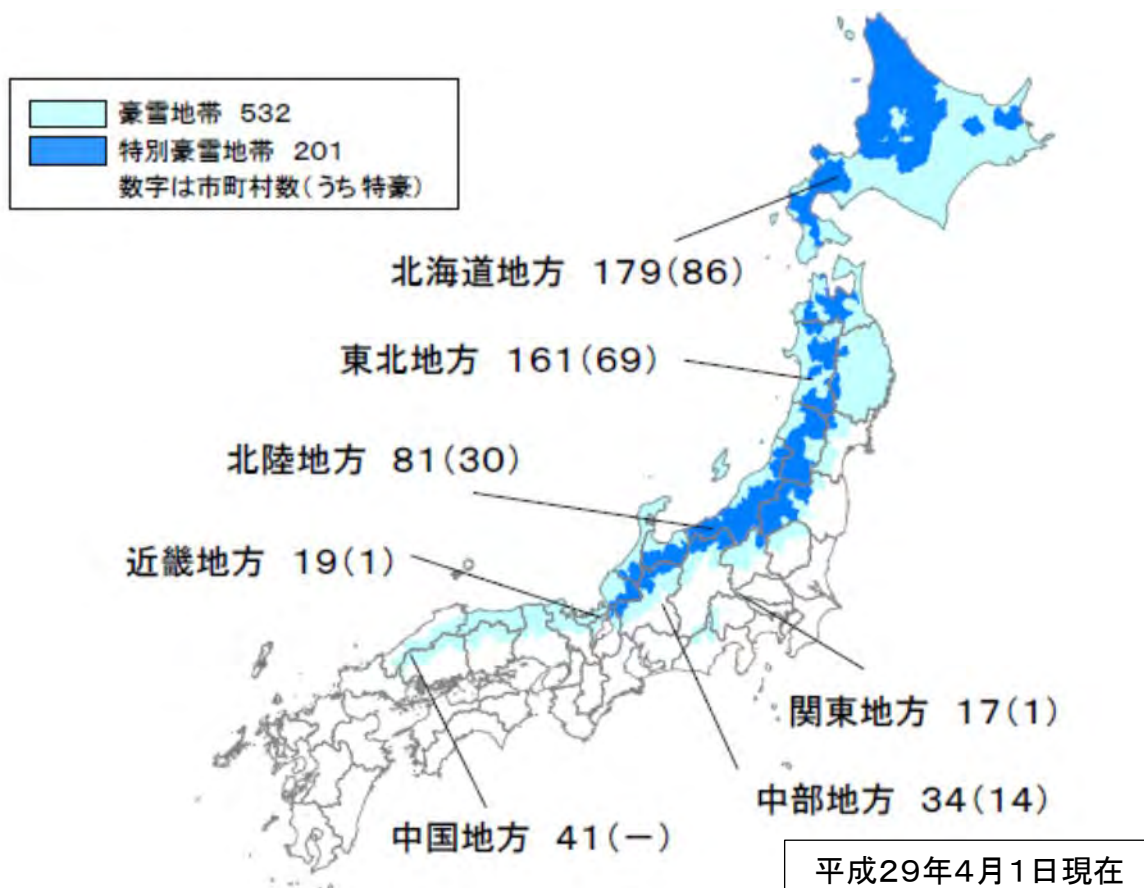 豪雪地帯 532
特別豪雪地帯 201
数字は市町村数(うち特豪)
北海道地方 179(86)
東北地方 161(69)
北陸地方 81(30)
近畿地方 19(1)
関東地方 17(1)
中部地方 34(14)
中国地方 41(－)
平成29年4月1日現在